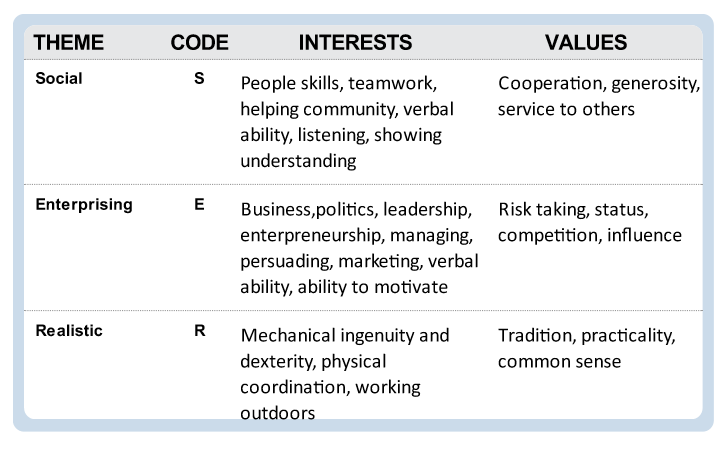 THEME CODE INTERESTS VALUES
Social S People skills, teamwork, Cooperation, generosity,
helping community, verbal service to others
ability, listening, showing
understanding
Enterprising E Business,politics, leadership, Risk taking, status,
enterpreneurship, managing, competition, influence
persuading, marketing, verbal
ability, ability to motivate
Realistic R Mechanical ingenuity and Tradition, practicality,
dexterity, physical common sense
coordination, working
outdoors